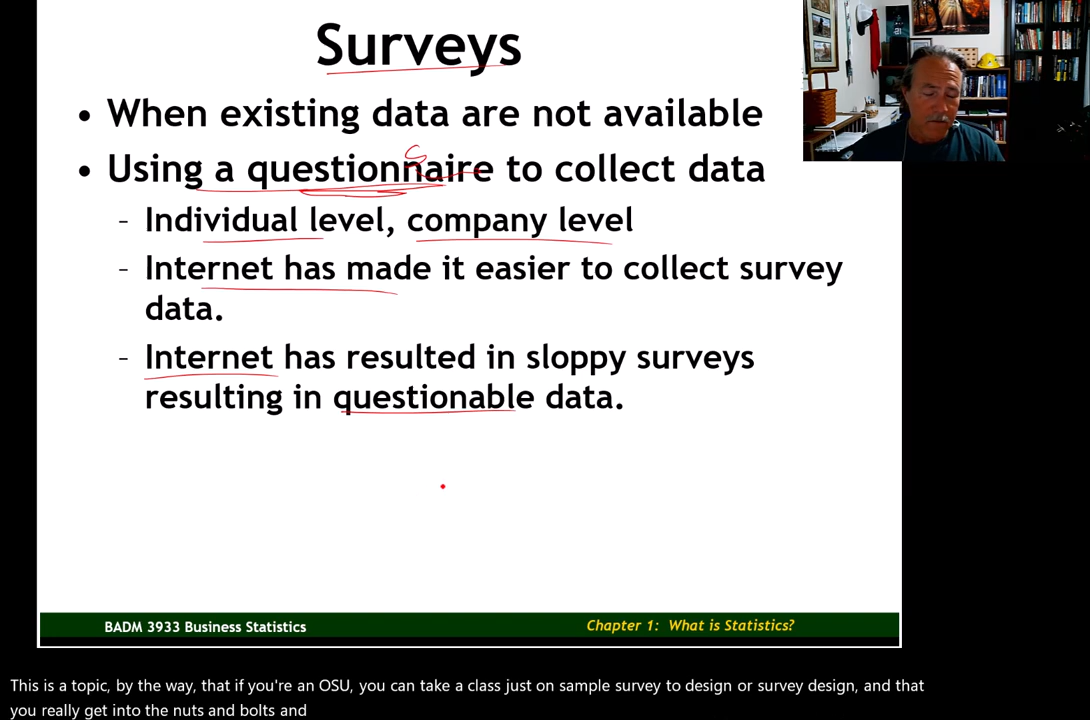 Surveys
• When existing data are not available
• Using a questionnaire to collect data
– Individual level, company level
– Internet has made it easier to collect survey
data.
– Internet has resulted in sloppy surveys
resulting in questionable data.
BADM 3933 Business Statistics
Chapter 1: What is Statistics?
This is a topic, by the way, that if you're an OSU, you can take a class just on sample survey to design or survey design, and that
you really get into the nuts and bolts and